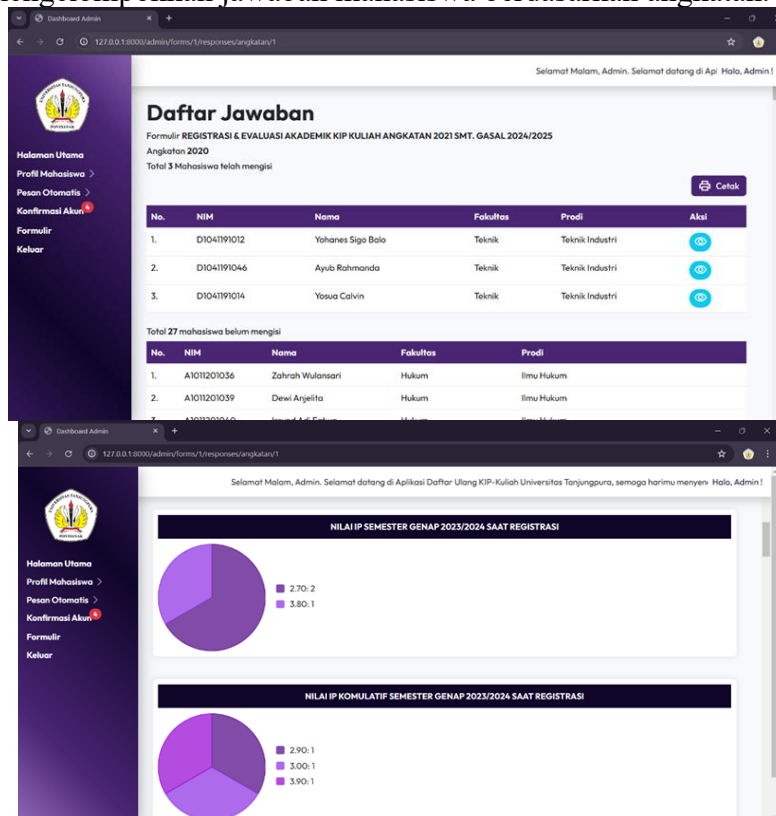 jawaban mahasiswa berdasarkan angkatan.
Dashboard Admin
127.0.0.1:8000/admin/forms/1/responses/angkatan/1
Selamat Malam, Admin. Selamat datang di Apl Halo, Admin !
UNIVERSITAS TANJUNGPURA
PONTIANAK
Halaman Utama
Profil Mahasiswa
Pesan Otomatis
Konfirmasi Akun
Formulir
Keluar
Daftar Jawaban
Formulir REGISTRASI & EVALUASI AKADEMIK KIP KULIAH ANGKATAN 2021 SMT. GASAL 2024/2025
Angkatan 2020
Total 3 Mahasiswa telah mengisi
Cetak
No. NIM Nama Fakultas Prodi Aksi
1. D1041191012 Yohanes Sigo Balo Teknik Teknik Industri
2. D1041191046 Ayub Rahmanda Teknik Teknik Industri
3. D1041191014 Yosua Calvin Teknik Teknik Industri
Total 27 mahasiswa belum mengisi
No. NIM Nama Fakultas Prodi
1. A1011201036 Zahrah Wulansari Hukum Ilmu Hukum
2. A1011201039 Dewi Anjelita Hukum Ilmu Hukum
Dashboard Admin
127.0.0.1:8000/admin/forms/1/responses/angkatan/1
Selamat Malam, Admin. Selamat datang di Aplikasi Daftar Ulang KIP-Kuliah Universitas Tanjungpura, semoga harimu menyen Halo, Admin !
PONTIANAK
Halaman Utama
Profil Mahasiswa
Pesan Otomatis
Konfirmasi Akun
Formulir
Keluar
NILAI IP SEMESTER GENAP 2023/2024 SAAT REGISTRASI
2.70: 2
3.80: 1
NILAI IP KOMULATIF SEMESTER GENAP 2023/2024 SAAT REGISTRASI
2.90: 1
3.00: 1
3.90: 1